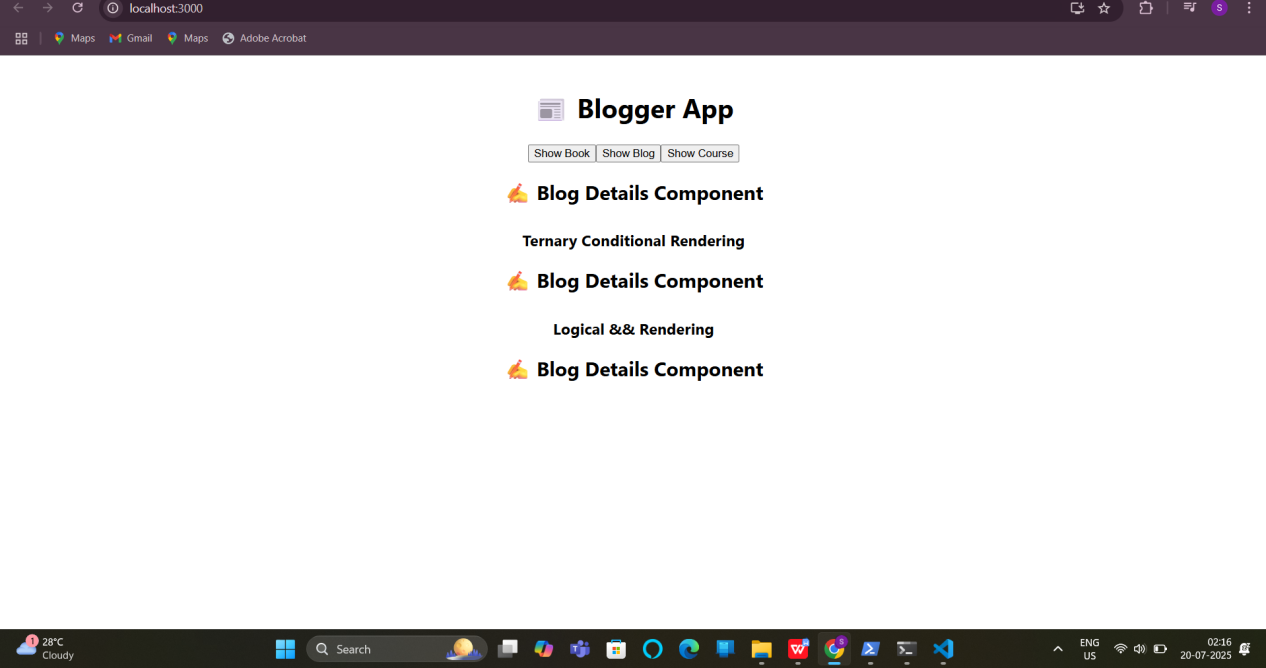 localhost:3000
S
Maps
Gmail
Maps
Adobe Acrobat
Blogger App
Show Book Show Blog Show Course
Blog Details Component
Ternary Conditional Rendering
Blog Details Component
Logical && Rendering
Blog Details Component
1
28°C
Cloudy
Search
W
S
ENG
US
02:16
20-07-2025